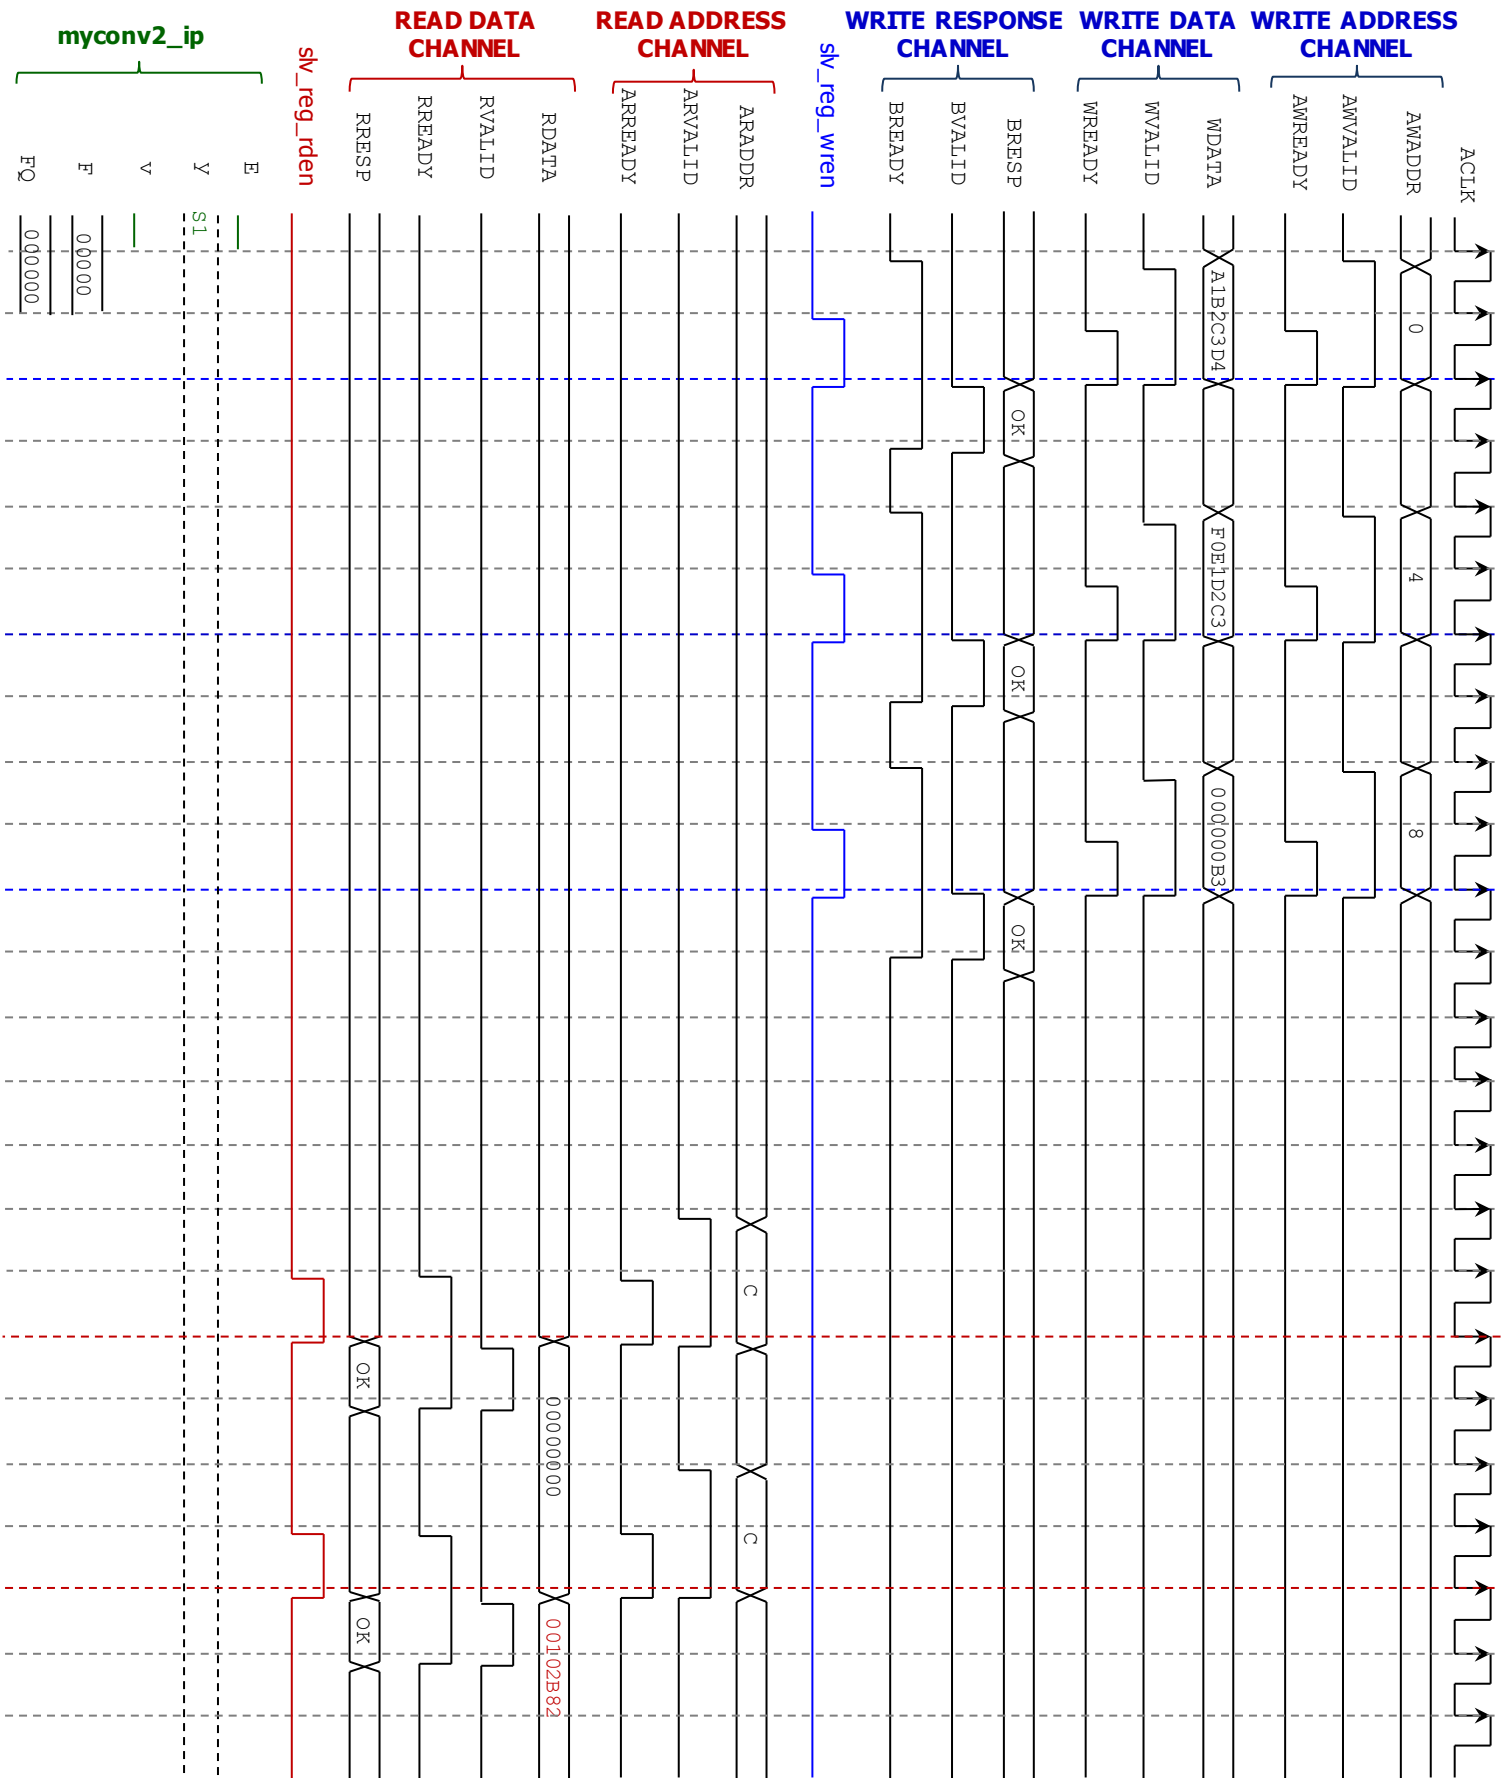 myconv2_ip
READ DATA
CHANNEL
READ ADDRESS
CHANNEL
WRITE RESPONSE
CHANNEL
WRITE DATA
CHANNEL
WRITE ADDRESS
CHANNEL
ACLK
AWADDR
0
4
8
AWVALID
AWREADY
WDATA
A1B2C3D4
F0E1D2C3
000000B3
WVALID
WREADY
BRESP
OK
OK
OK
BVALID
BREADY
slv_reg_wren
ARADDR
C
C
ARVALID
ARREADY
RDATA
00000000
00102B82
RVALID
RREADY
RRESP
OK
OK
slv_reg_rden
E
y
S1
v
F
00000
FQ
000000